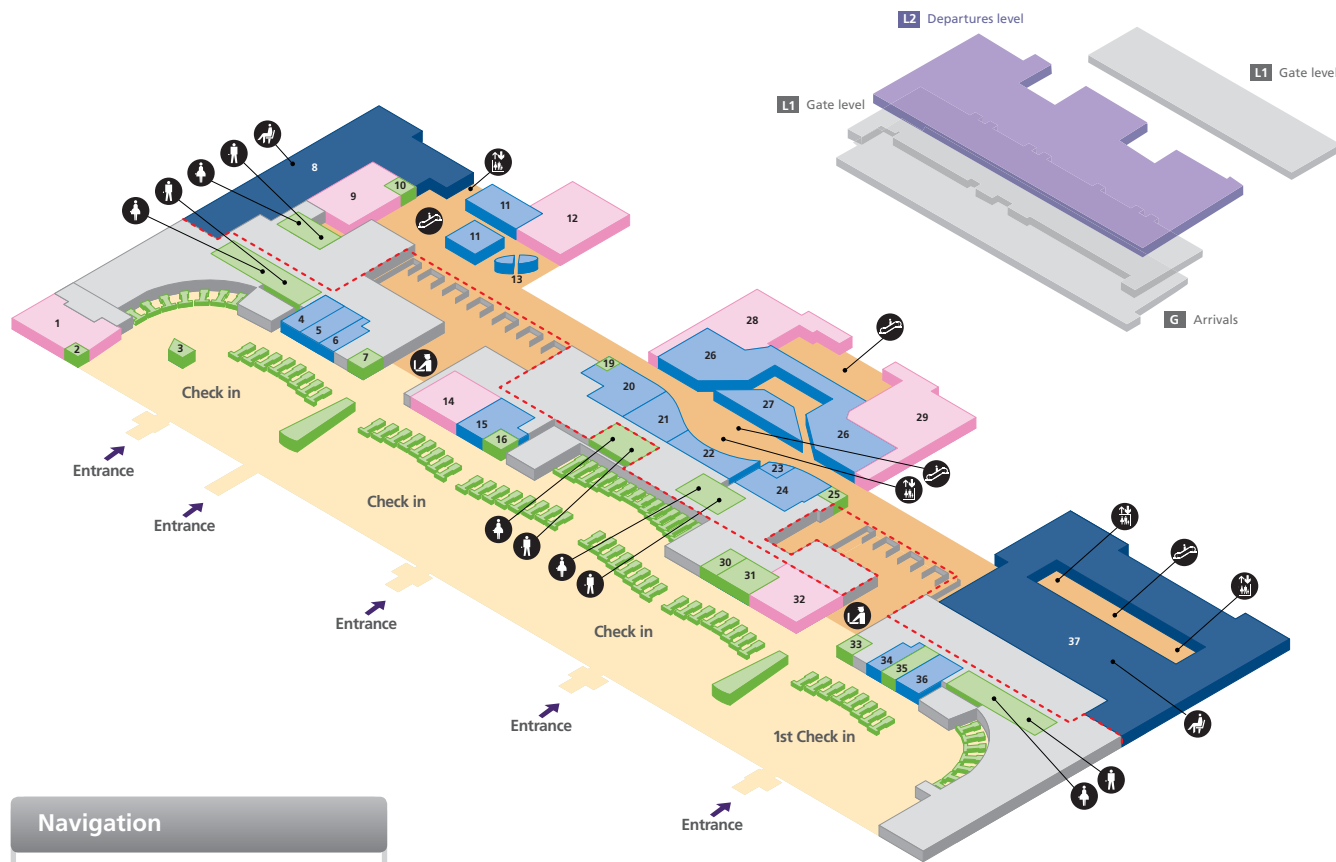 L2 Departures level
L1 Gate level
L1 Gate level
G Arrivals
8
10
9
11
12
11
13
1
2
3
4
5
6
7
Check in
Entrance
28
26
19
20
27
14
21
26
29
15
16
22
23
24
25
Entrance
Check in
30
31
32
Entrance
Check in
33
34
35
36
37
Entrance
1st Check in
Entrance
Navigation